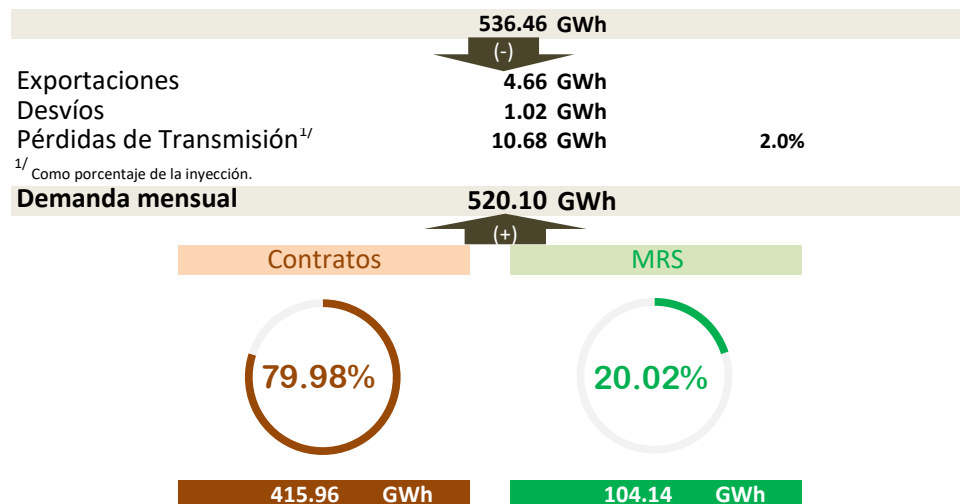 536.46 GWh
(-)
Exportaciones 4.66 GWh
Desvíos 1.02 GWh
Pérdidas de Transmisión 1/ 10.68 GWh 2.0%
1/ Como porcentaje de la inyección.
Demanda mensual 520.10 GWh
(+)
Contratos MRS
79.98% 20.02%
415.96 GWh 104.14 GWh